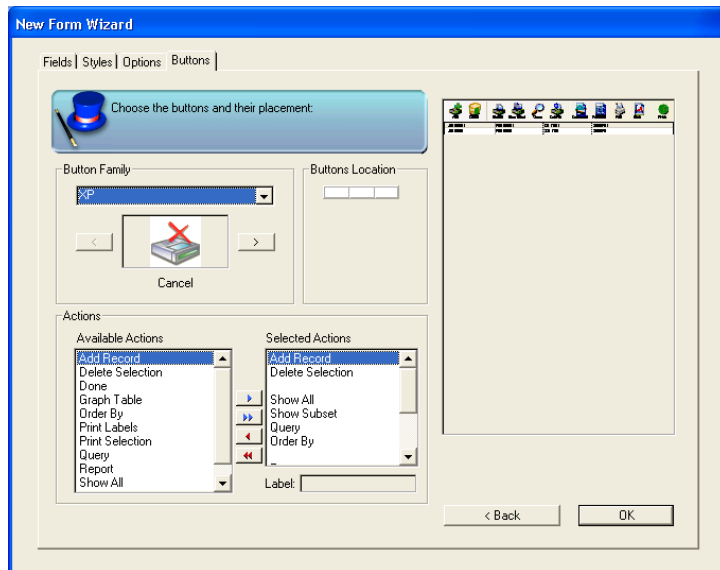 New Form Wizard
Fields Styles Options Buttons
Choose the buttons and their placement:
Button Family
XP
<
>
Cancel
Buttons Location
Actions
Available Actions
Add Record
Delete Selection
Done
Graph Table
Order By
Print Labels
Print Selection
Query
Report
Show All
Selected Actions
Add Record
Delete Selection
Show All
Show Subset
Query
Order By
Label:
< Back
OK